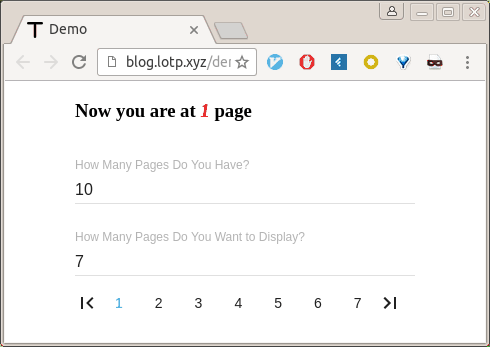 Demo
blog.lotp.xyz/der
Now you are at 1 page
How Many Pages Do You Have?
10
How Many Pages Do You Want to Display?
7
1 2 3 4 5 6 7